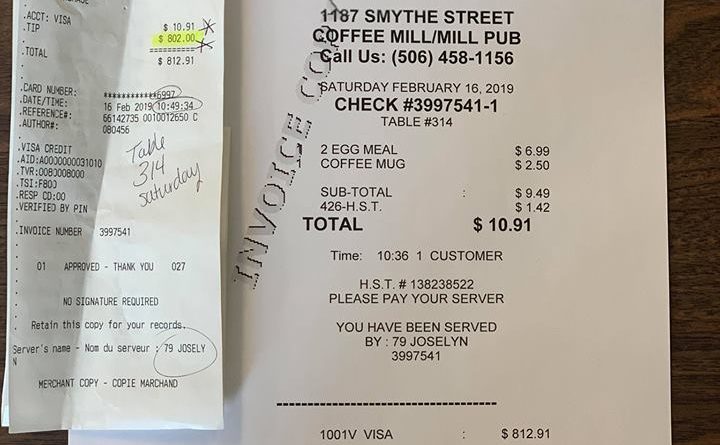 .ACCT: VISA $ 10.91
.TIP $ 802.00
.TOTAL $ 812.91
.CARD NUMBER: ************6997
.DATE/TIME: 16 Feb 2019 10:49:34
.REFERENCE#: 66142735 0010012650 C
.AUTHOR#: 080456
.VISA CREDIT
.AID:A0000000031010
.TVR:0080008000
.TSI:F800
.RESP CD:00
.VERIFIED BY PIN
Table
314
Saturday
.INVOICE NUMBER 3997541
01 APPROVED - THANK YOU 027
NO SIGNATURE REQUIRED
Retain this copy for your records.
Server's name - Nom du serveur : 79 JOSELY
N
MERCHANT COPY - COPIE MARCHAND
INVOICE COPY
1187 SMYTHE STREET
COFFEE MILL/MILL PUB
Call Us: (506) 458-1156
SATURDAY FEBRUARY 16, 2019
CHECK #3997541-1
TABLE #314
2 EGG MEAL $ 6.99
COFFEE MUG $ 2.50
SUB-TOTAL : $ 9.49
426-H.S.T. : $ 1.42
TOTAL $ 10.91
Time: 10:36 1 CUSTOMER
H.S.T. # 138238522
PLEASE PAY YOUR SERVER
YOU HAVE BEEN SERVED
BY : 79 JOSELYN
3997541
1001V VISA : $ 812.91